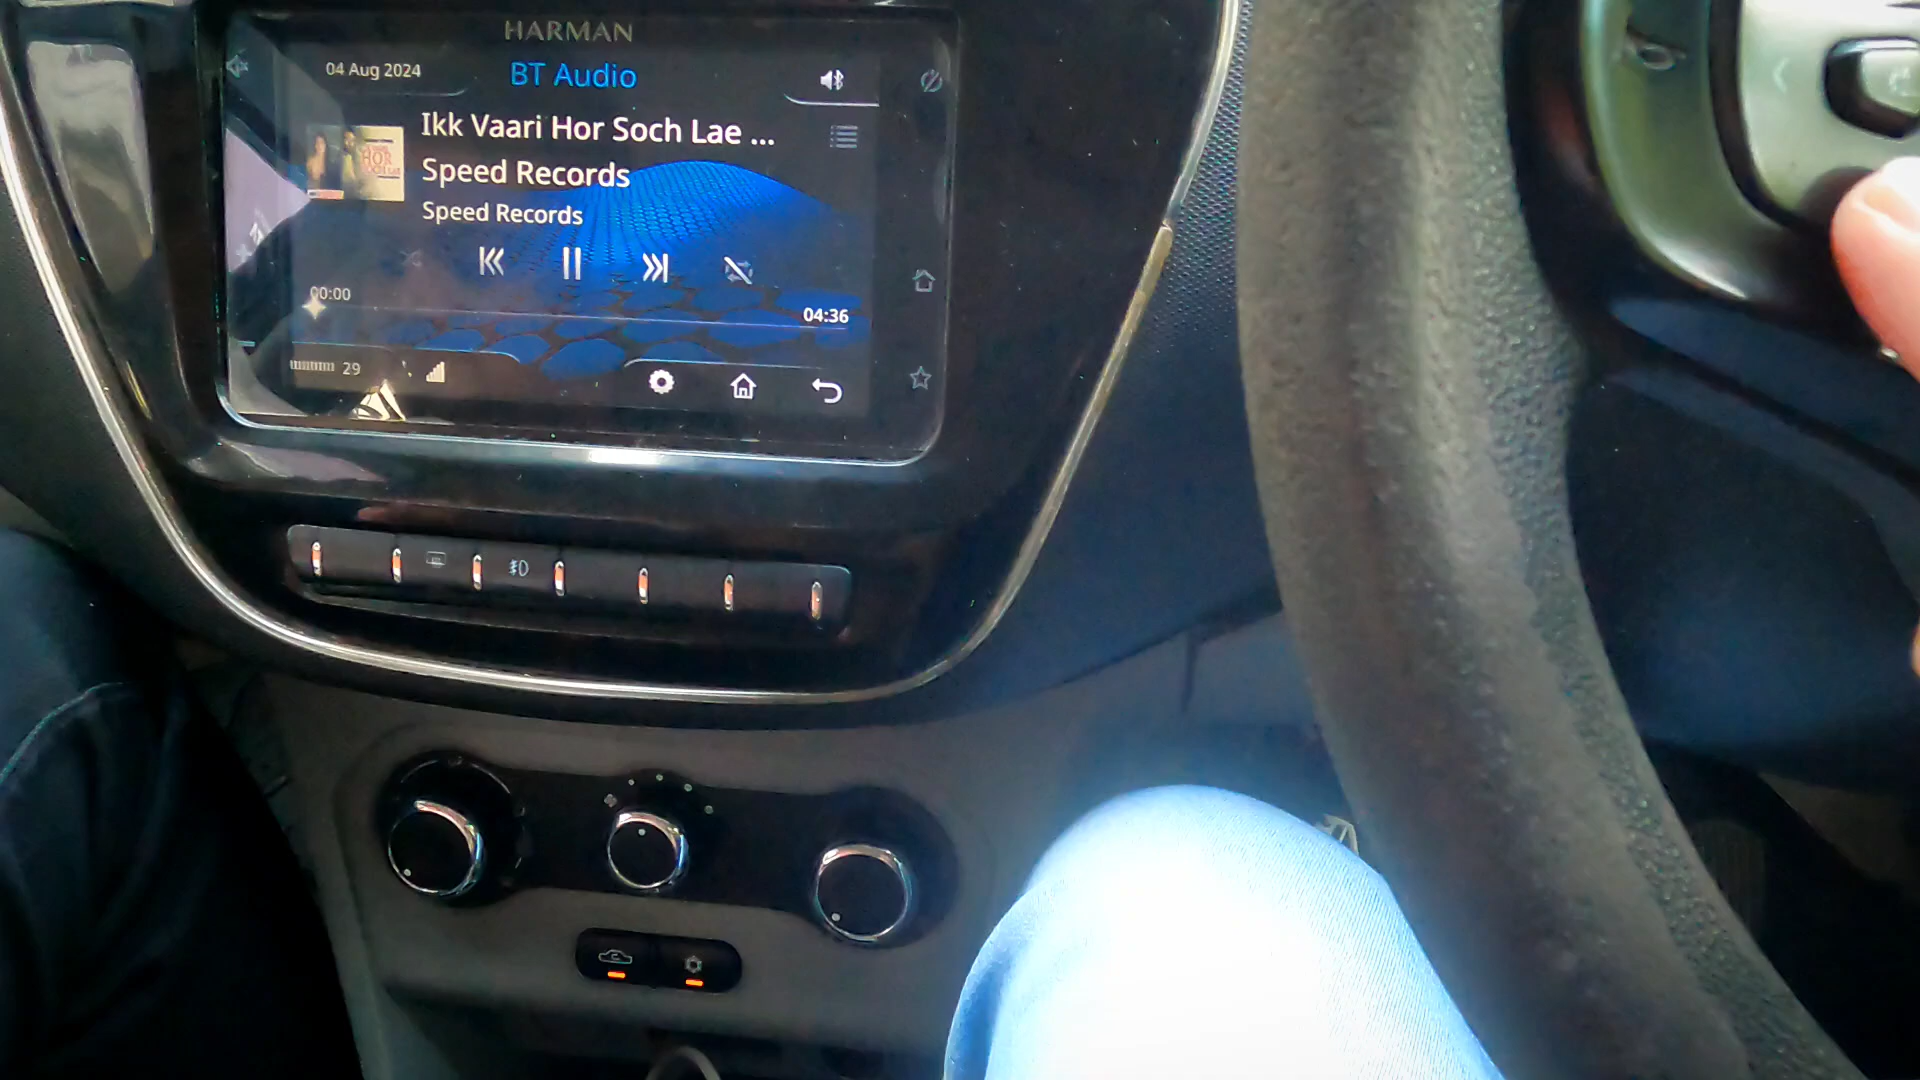 HARMAN
04 Aug 2024
BT Audio
Ikk Vaari Hor Soch Lae ...
Speed Records
Speed Records
00:00
04:36
29